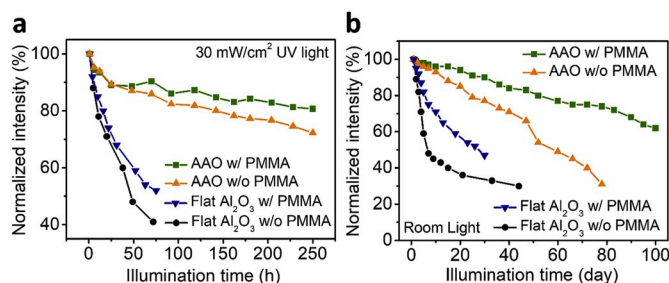 a
30 mW/cm² UV light
Normalized intensity (%)
100
80
60
40
AAO w/ PMMA
AAO w/o PMMA
Flat Al₂O₃ w/ PMMA
Flat Al₂O₃ w/o PMMA
0 50 100 150 200 250
Illumination time (h)
b
Normalized intensity (%)
100
80
60
40
20
0
AAO w/ PMMA
AAO w/o PMMA
Flat Al₂O₃ w/ PMMA
Flat Al₂O₃ w/o PMMA
Room Light
0 20 40 60 80 100
Illumination time (day)